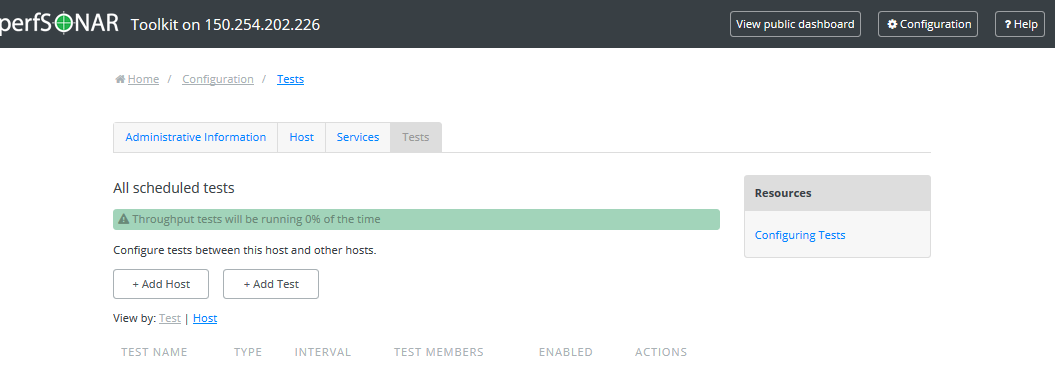 perfSONAR Toolkit on 150.254.202.226 View public dashboard Configuration ? Help
Home / Configuration / Tests
Administrative Information Host Services Tests
All scheduled tests
Throughput tests will be running 0% of the time
Configure tests between this host and other hosts.
+ Add Host + Add Test
View by: Test | Host
TEST NAME TYPE INTERVAL TEST MEMBERS ENABLED ACTIONS
Resources
Configuring Tests